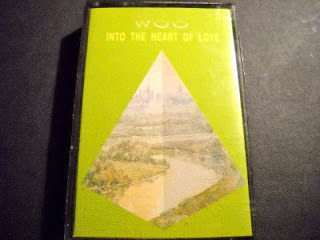 WOO
INTO THE HEART OF LOVE